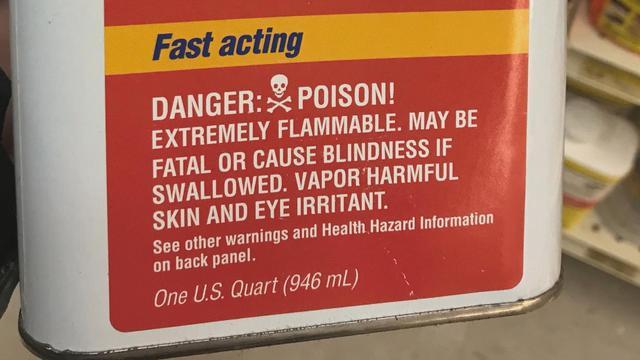 Fast acting
DANGER: POISON!
EXTREMELY FLAMMABLE. MAY BE
FATAL OR CAUSE BLINDNESS IF
SWALLOWED. VAPOR HARMFUL
SKIN AND EYE IRRITANT.
See other warnings and Health Hazard Information
on back panel.
One U.S. Quart (946 mL)